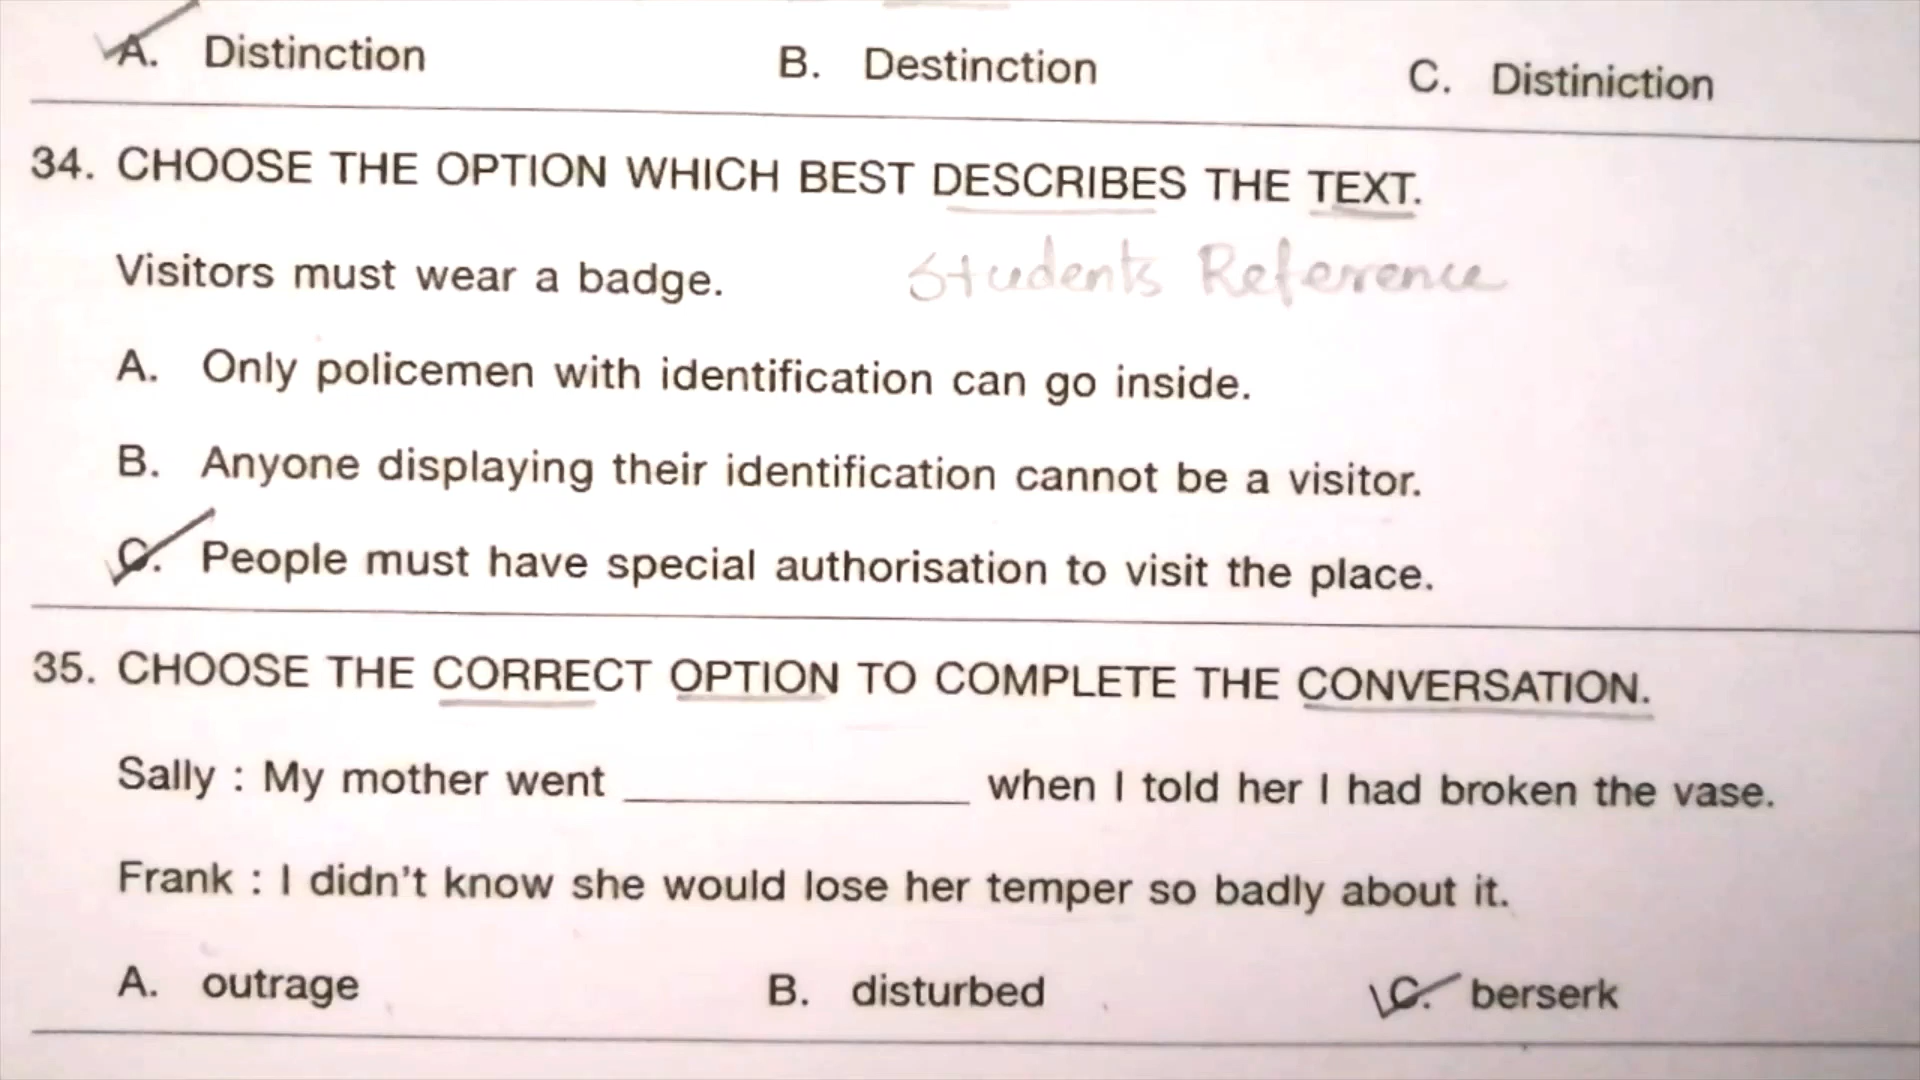 A. Distinction B. Destinction C. Distiniction
34. CHOOSE THE OPTION WHICH BEST DESCRIBES THE TEXT.
Visitors must wear a badge. Students Reference
A. Only policemen with identification can go inside.
B. Anyone displaying their identification cannot be a visitor.
C. People must have special authorisation to visit the place.
35. CHOOSE THE CORRECT OPTION TO COMPLETE THE CONVERSATION.
Sally : My mother went ____________ when I told her I had broken the vase.
Frank : I didn't know she would lose her temper so badly about it.
A. outrage B. disturbed C. berserk